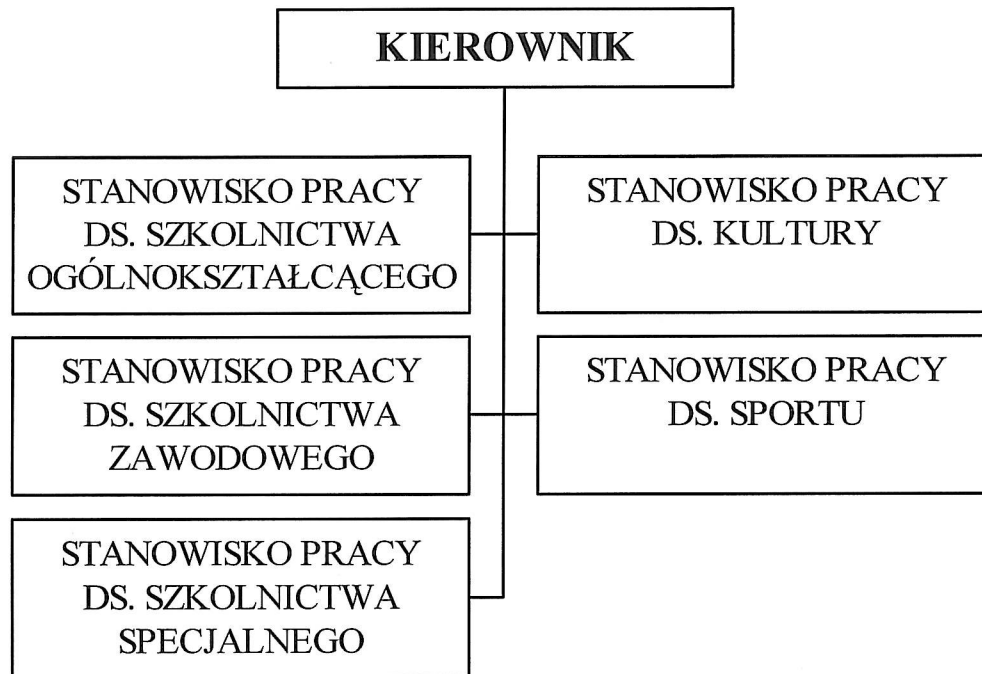 KIEROWNIK
STANOWISKO PRACY
DS. SZKOLNICTWA
OGÓLNOKSZTAŁCĄCEGO
STANOWISKO PRACY
DS. KULTURY
STANOWISKO PRACY
DS. SZKOLNICTWA
ZAWODOWEGO
STANOWISKO PRACY
DS. SPORTU
STANOWISKO PRACY
DS. SZKOLNICTWA
SPECJALNEGO